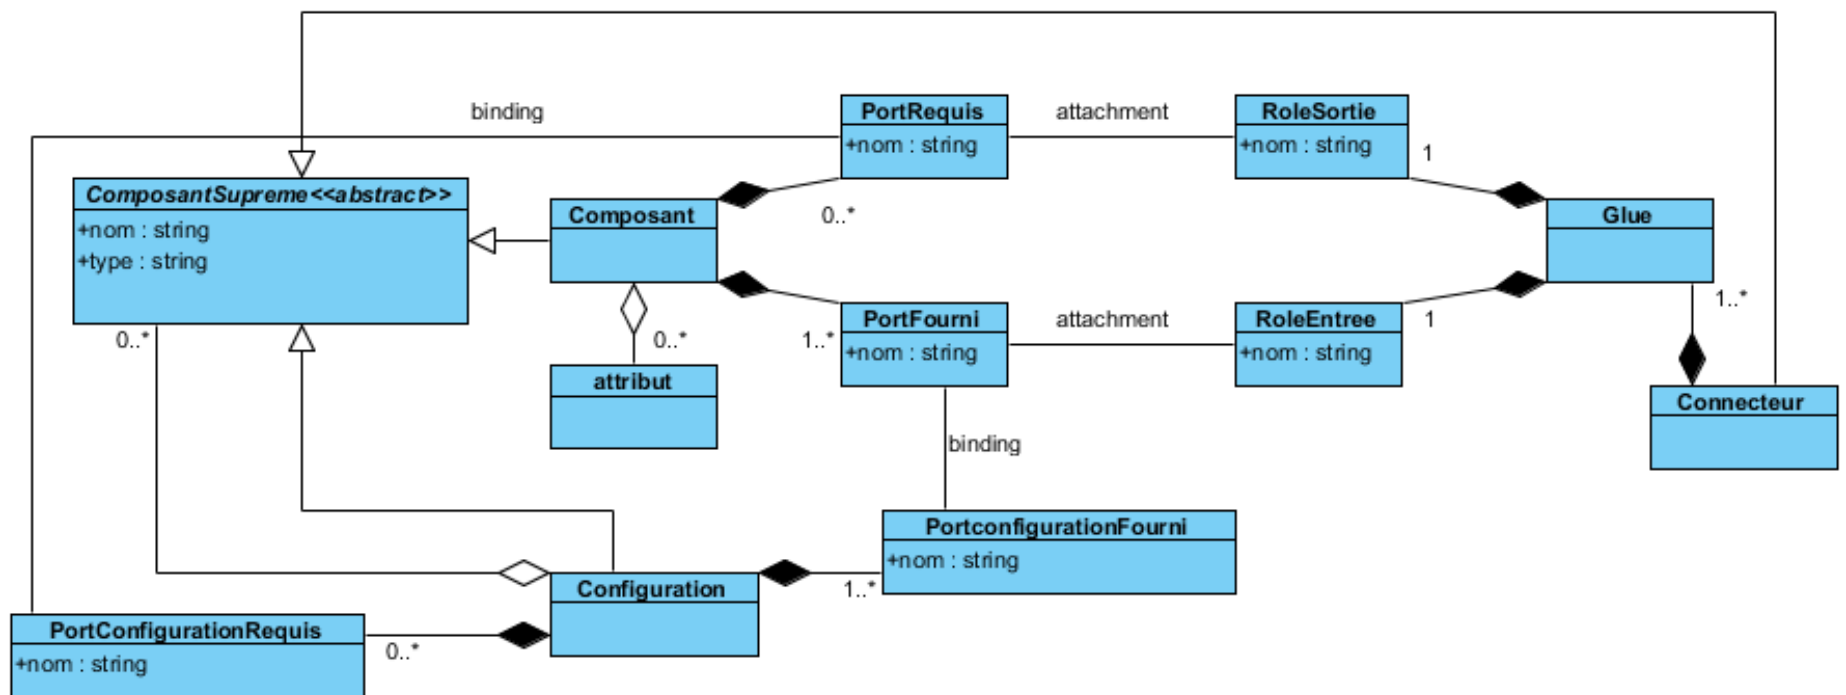 binding
PortRequis
+nom : string
attachment
RoleSortie
+nom : string
1
ComposantSupreme<<abstract>>
+nom : string
+type : string
Composant
0..*
Glue
1..*
0..*
0..*
1..*
PortFourni
+nom : string
attachment
RoleEntree
+nom : string
1
attribut
Connecteur
binding
PortconfigurationFourni
+nom : string
Configuration
1..*
PortConfigurationRequis
+nom : string
0..*